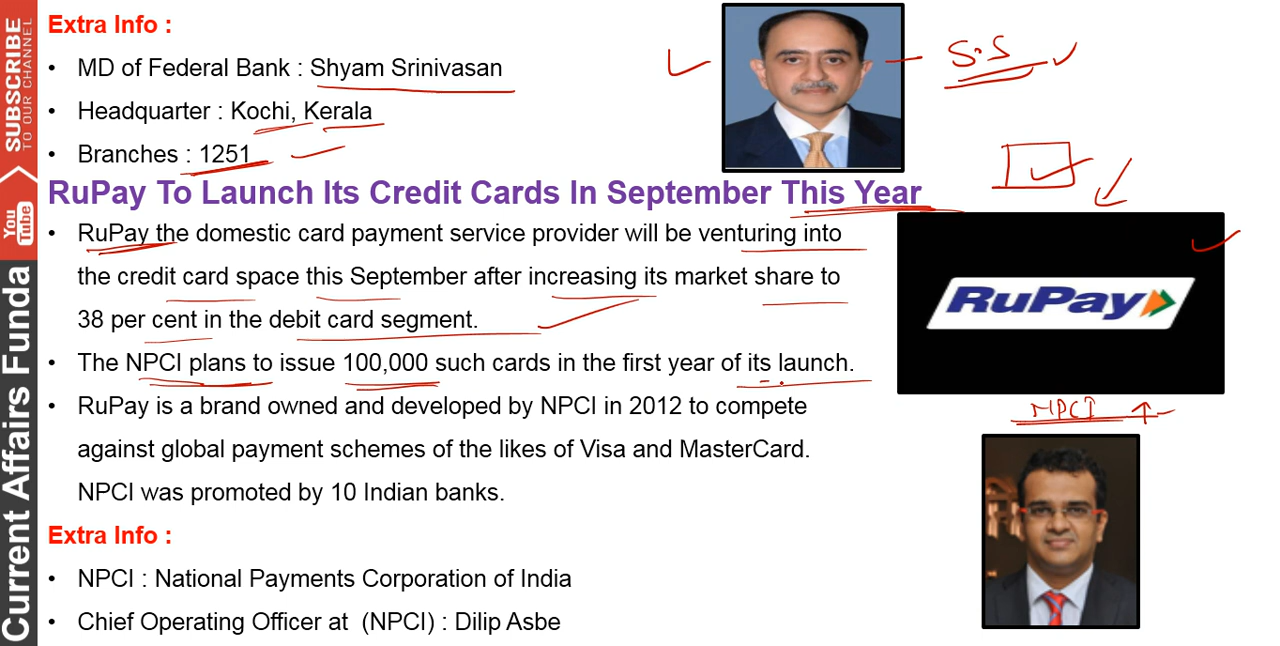 Extra Info :
• MD of Federal Bank : Shyam Srinivasan
• Headquarter : Kochi, Kerala
• Branches : 1251
S.S
RuPay To Launch Its Credit Cards In September This Year
• RuPay the domestic card payment service provider will be venturing into
the credit card space this September after increasing its market share to
38 per cent in the debit card segment.
• The NPCI plans to issue 100,000 such cards in the first year of its launch.
• RuPay is a brand owned and developed by NPCI in 2012 to compete
against global payment schemes of the likes of Visa and MasterCard.
NPCI was promoted by 10 Indian banks.
RuPay
NPCI
Extra Info :
• NPCI : National Payments Corporation of India
• Chief Operating Officer at (NPCI) : Dilip Asbe
SUBSCRIBE
TO OUR CHANNEL
You
Tube
Current Affairs Funda